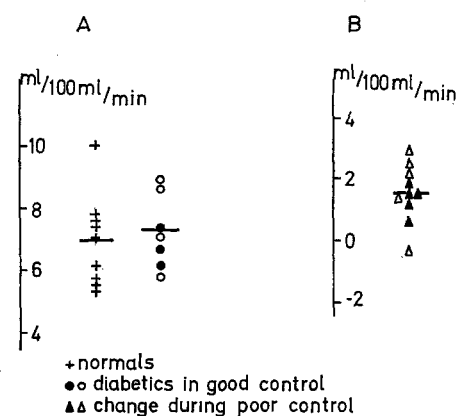 A
B
ml/100ml/min
ml/100ml/min
10
8
6
4
4
2
0
-2
+ normals
●○ diabetics in good control
▲△ change during poor control